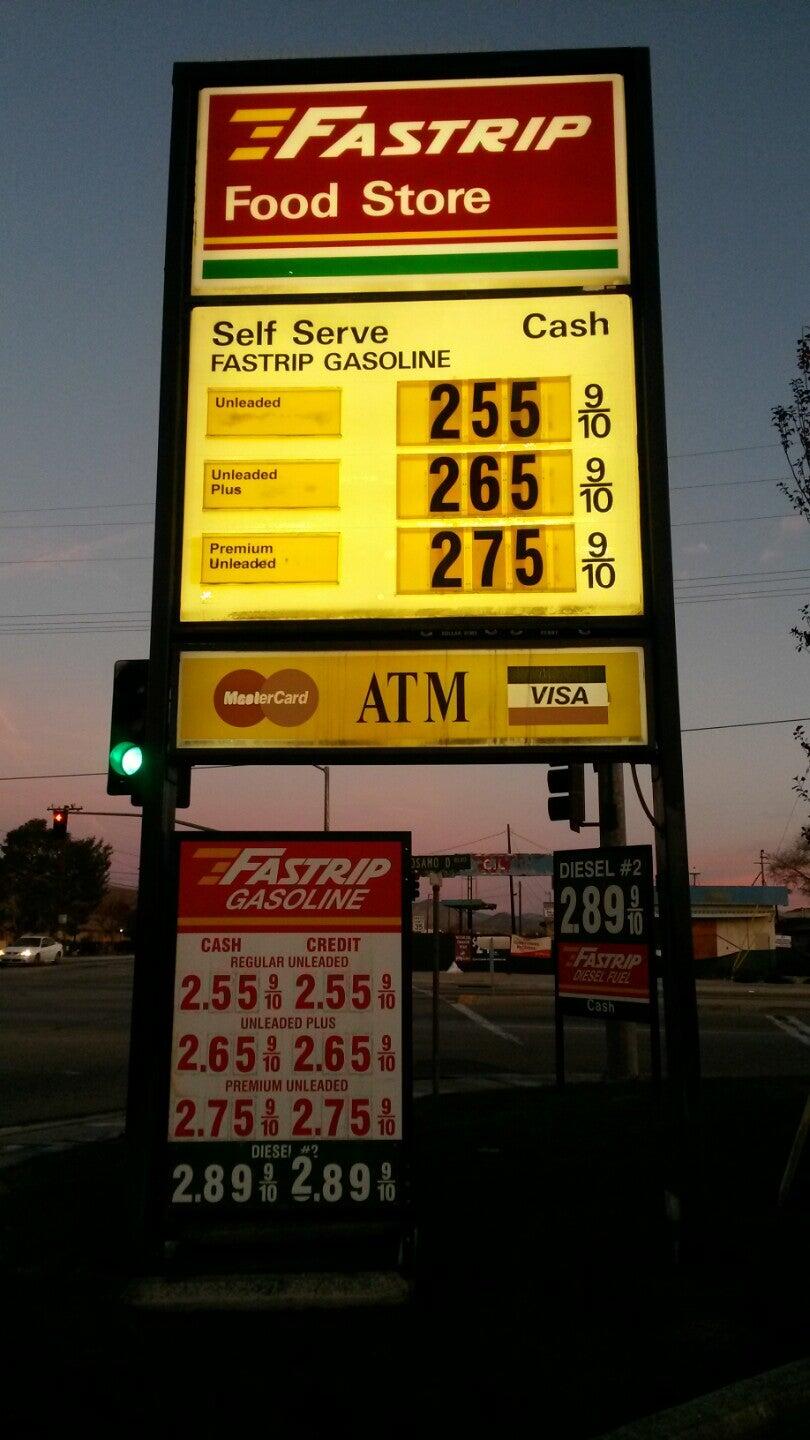 FASTRIP
Food Store
Self Serve Cash
FASTRIP GASOLINE
Unleaded 255 9/10
Unleaded
Plus 265 9/10
Premium
Unleaded 275 9/10
MasterCard ATM VISA
FASTRIP
GASOLINE
CASH CREDIT
REGULAR UNLEADED
2.55 9/10 2.55 9/10
UNLEADED PLUS
2.65 9/10 2.65 9/10
PREMIUM UNLEADED
2.75 9/10 2.75 9/10
DIESEL #2
2.89 9/10 2.89 9/10
DIESEL #2
2.89 9/10
FASTRIP
DIESEL FUEL
Cash